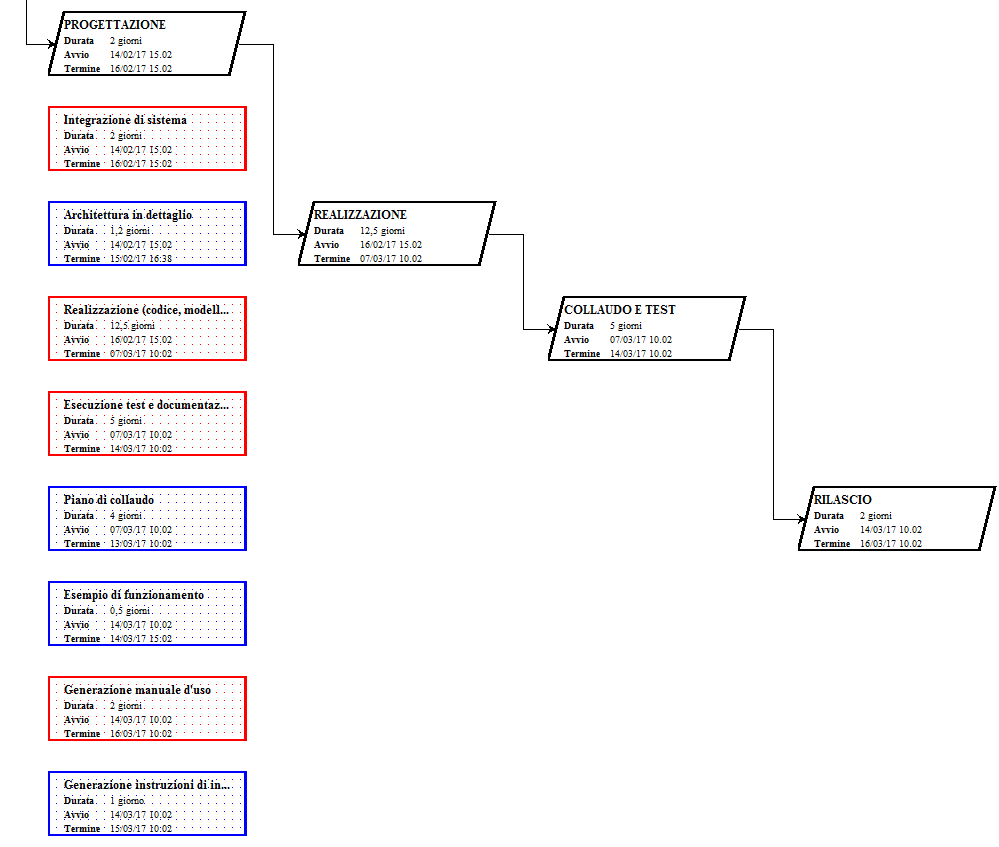 PROGETTAZIONE
Durata 2 giorni
Avvio 14/02/17 15.02
Termine 16/02/17 15.02
Integrazione di sistema
Durata 2 giorni
Avvio 14/02/17 15.02
Termine 16/02/17 15:02
Architettura in dettaglio
Durata 1,2 giorni
Avvio 14/02/17 15.02
Termine 15/02/17 16:38
REALIZZAZIONE
Durata 12,5 giorni
Avvio 16/02/17 15.02
Termine 07/03/17 10.02
Realizzazione (codice, modell...
Durata 12,5 giorni
Avvio 16/02/17 15.02
Termine 07/03/17 10:02
COLLAUDO E TEST
Durata 5 giorni
Avvio 07/03/17 10.02
Termine 14/03/17 10.02
Esecuzione test e documentaz...
Durata 5 giorni
Avvio 07/03/17 10.02
Termine 14/03/17 10:02
Piano di collaudo
Durata 4 giorni
Avvio 07/03/17 10.02
Termine 13/03/17 10:02
RILASCIO
Durata 2 giorni
Avvio 14/03/17 10.02
Termine 16/03/17 10.02
Esempio di funzionamento
Durata 0,5 giorni
Avvio 14/03/17 10.02
Termine 14/03/17 15:02
Generazione manuale d'uso
Durata 2 giorni
Avvio 14/03/17 10.02
Termine 16/03/17 10:02
Generazione instruzioni di in...
Durata 1 giorno
Avvio 14/03/17 10.02
Termine 15/03/17 10:02